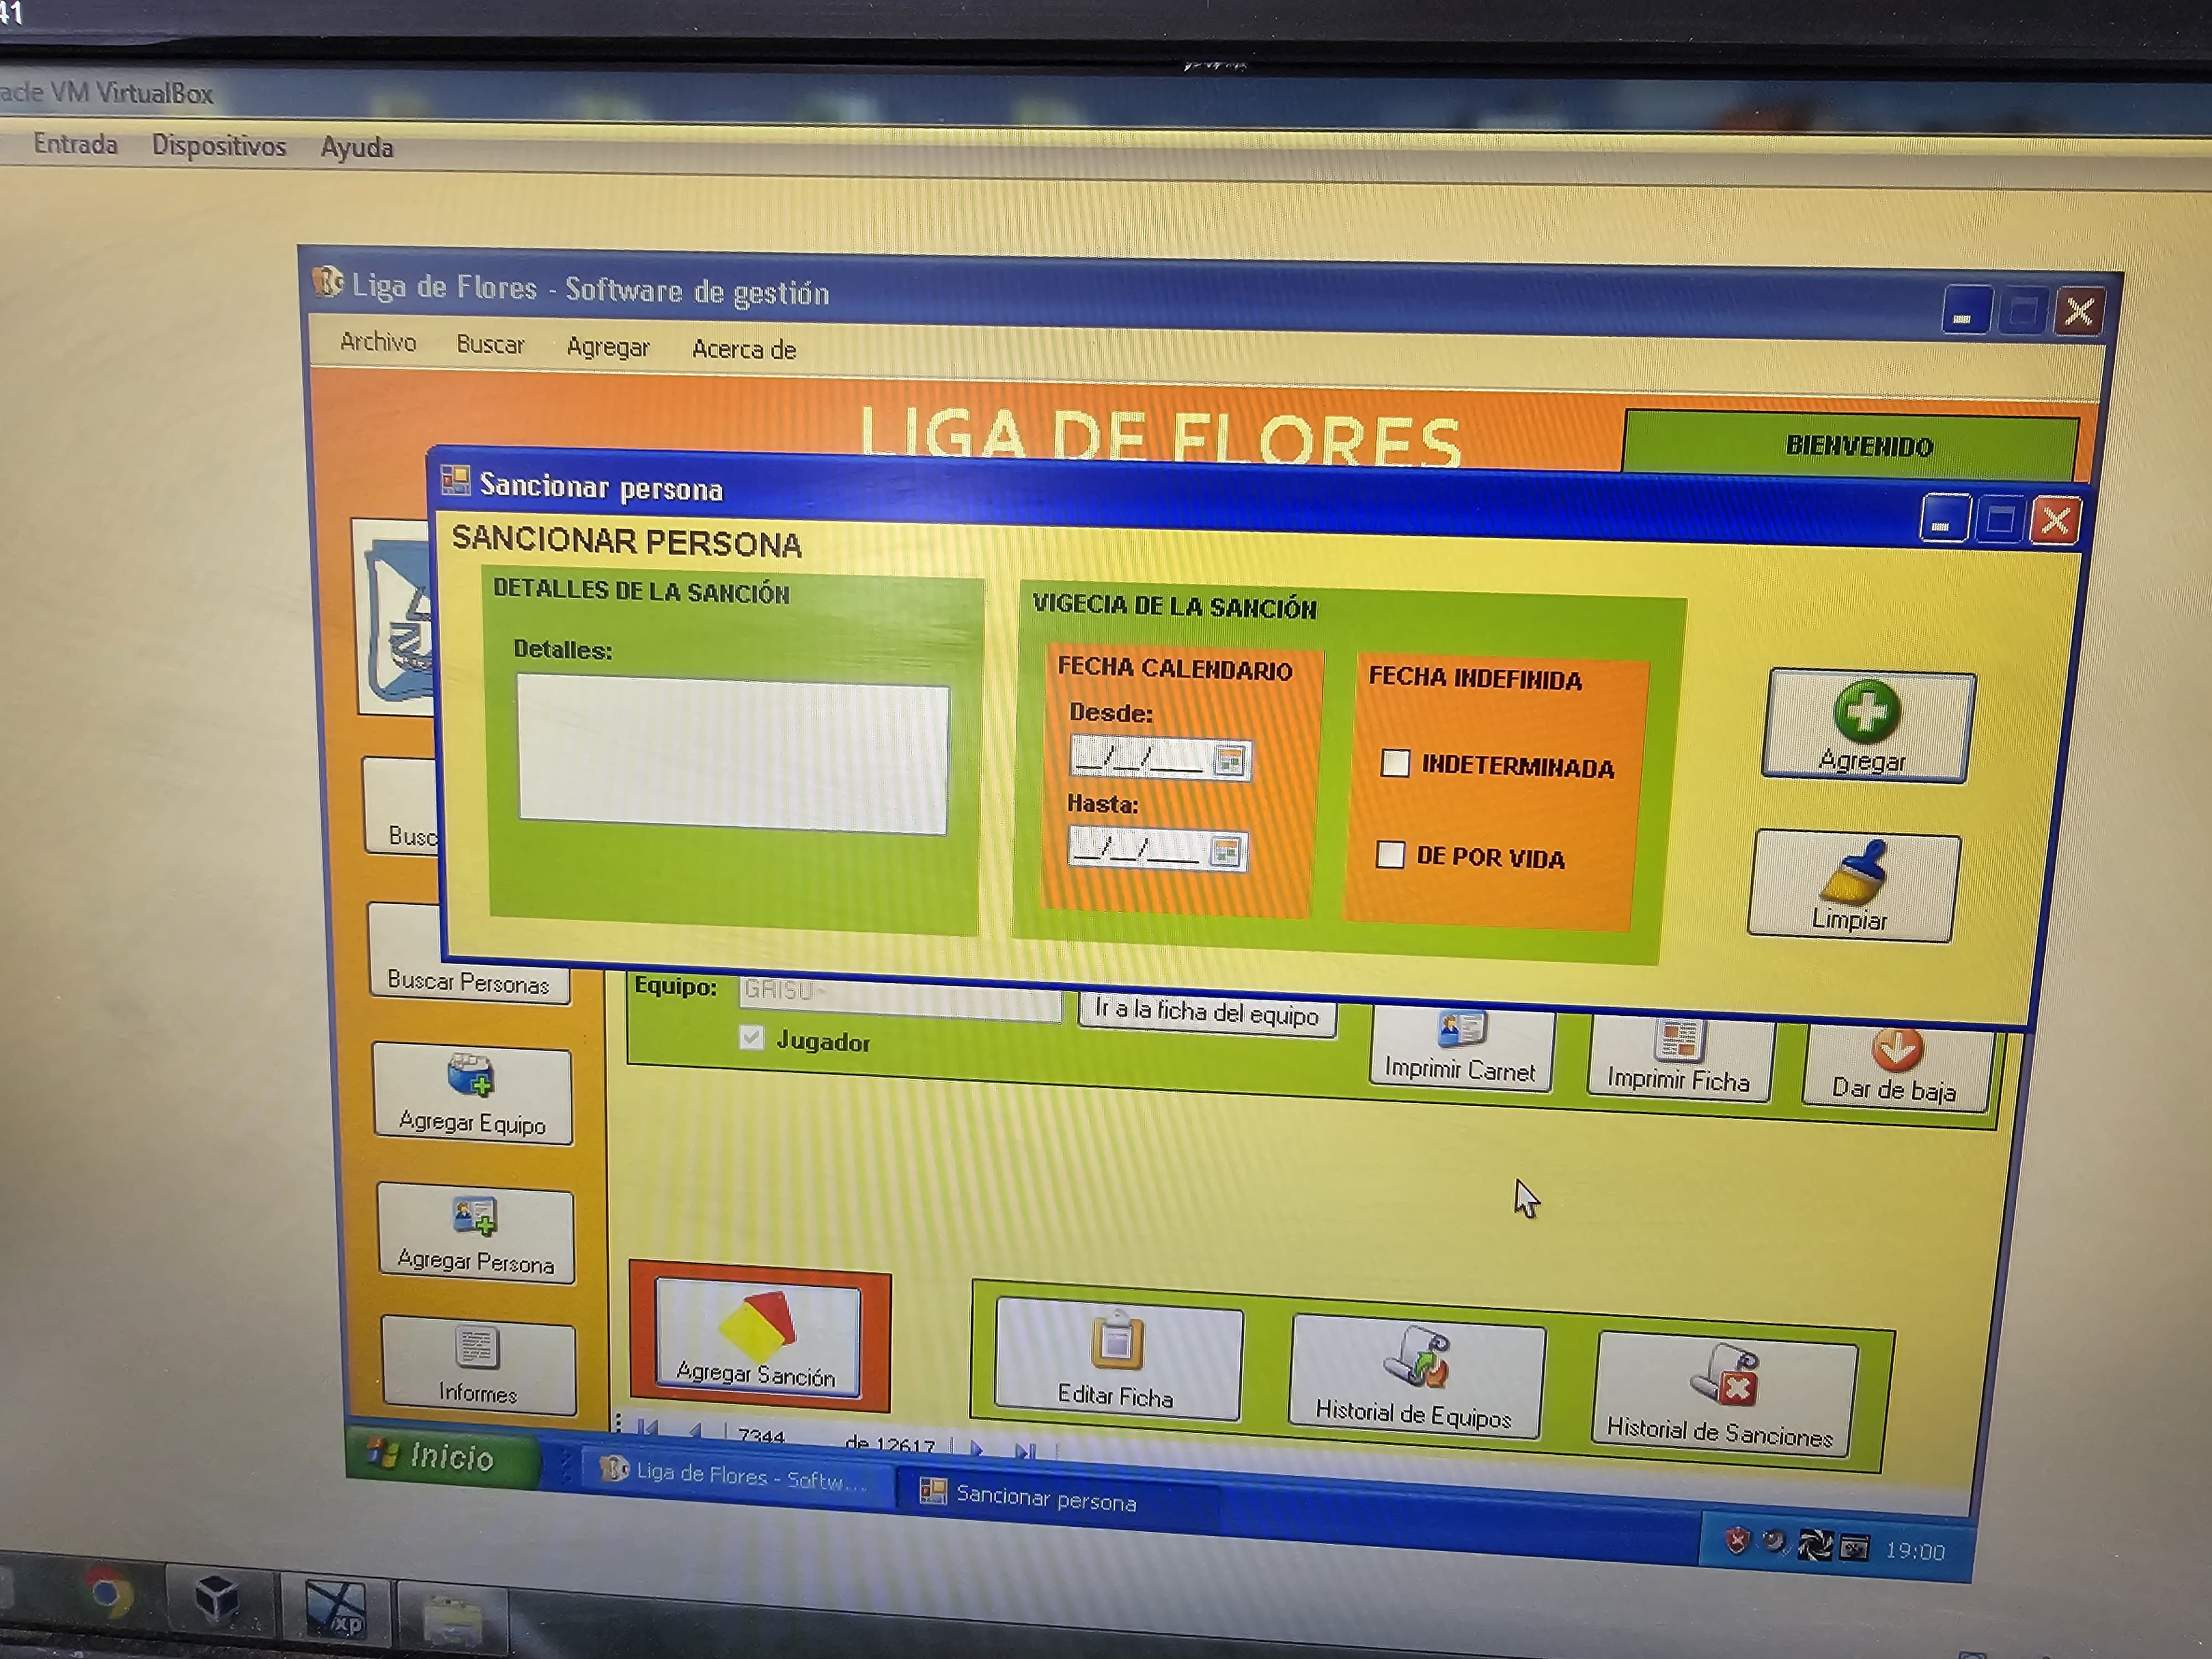 41
acle VM VirtualBox
Entrada Dispositivos Ayuda
Liga de Flores - Software de gestión
Archivo Buscar Agregar Acerca de
LIGA DE FLORES
BIENVENIDO
Sancionar persona
SANCIONAR PERSONA
DETALLES DE LA SANCIÓN
Detalles:
VIGECIA DE LA SANCIÓN
FECHA CALENDARIO
Desde:
__/__/____
Hasta:
__/__/____
FECHA INDEFINIDA
INDETERMINADA
DE POR VIDA
Agregar
Limpiar
Busc
Buscar Personas
Agregar Equipo
Agregar Persona
Informes
Equipo: GRISU-
Ir a la ficha del equipo
Jugador
Imprimir Carnet
Imprimir Ficha
Dar de baja
Agregar Sanción
Editar Ficha
Historial de Equipos
Historial de Sanciones
7344 de 12617
Inicio
Liga de Flores - Softw...
Sancionar persona
19:00
xp